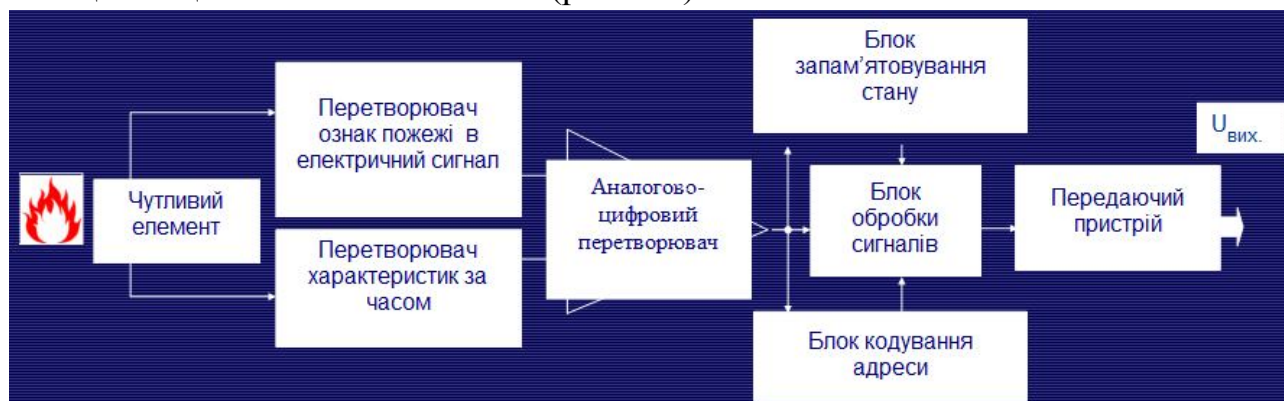 Чутливий
елемент
Перетворювач
ознак пожежі в
електричний сигнал
Перетворювач
характеристик за
часом
Аналогово-
цифровий
перетворювач
Блок
запам’ятовування
стану
Блок
обробки
сигналів
Блок кодування
адреси
Передаючий
пристрій
Uвих.